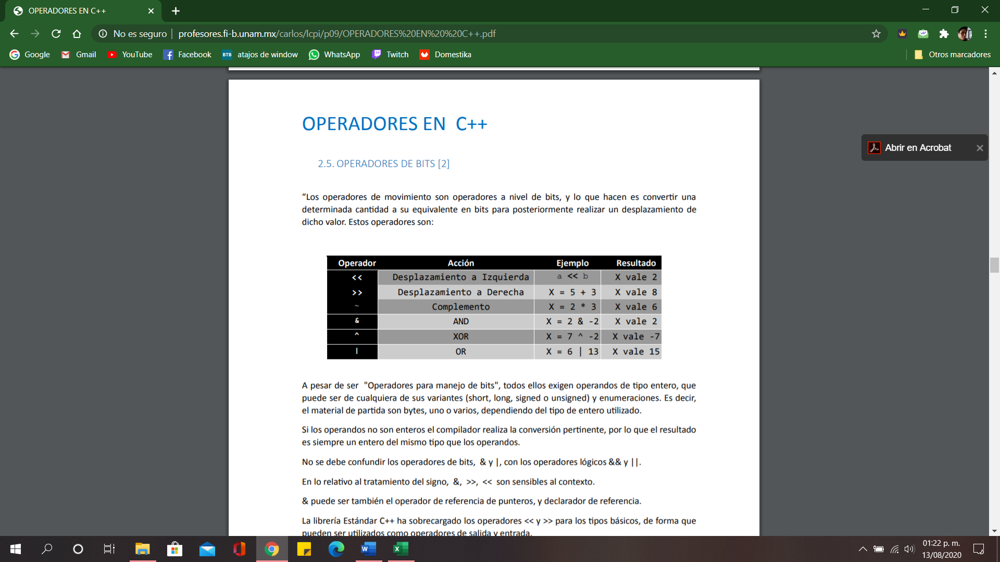 OPERADORES EN C++
No es seguro | profesores.fi-b.unam.mx/carlos/lcpi/p09/OPERADORES%20EN%20%20C++.pdf
Google Gmail YouTube Facebook BTB atajos de window WhatsApp Twitch Domestika Otros marcadores
OPERADORES EN C++
Abrir en Acrobat
2.5. OPERADORES DE BITS [2]
“Los operadores de movimiento son operadores a nivel de bits, y lo que hacen es convertir una
determinada cantidad a su equivalente en bits para posteriormente realizar un desplazamiento de
dicho valor. Estos operadores son:
Operador Acción Ejemplo Resultado
<< Desplazamiento a Izquierda a << b X vale 2
>> Desplazamiento a Derecha X = 5 + 3 X vale 8
~ Complemento X = 2 * 3 X vale 6
& AND X = 2 & -2 X vale 2
^ XOR X = 7 ^ -2 X vale -7
| OR X = 6 | 13 X vale 15
A pesar de ser "Operadores para manejo de bits", todos ellos exigen operandos de tipo entero, que
puede ser de cualquiera de sus variantes (short, long, signed o unsigned) y enumeraciones. Es decir,
el material de partida son bytes, uno o varios, dependiendo del tipo de entero utilizado.
Si los operandos no son enteros el compilador realiza la conversión pertinente, por lo que el resultado
es siempre un entero del mismo tipo que los operandos.
No se debe confundir los operadores de bits, & y |, con los operadores lógicos && y ||.
En lo relativo al tratamiento del signo, &, >>, << son sensibles al contexto.
& puede ser también el operador de referencia de punteros, y declarador de referencia.
La librería Estándar C++ ha sobrecargado los operadores << y >> para los tipos básicos, de forma que
pueden ser utilizados como operadores de salida y entrada.
01:22 p. m.
13/08/2020